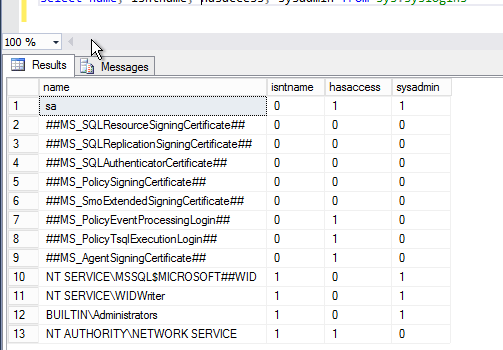 select name, isntname, hasaccess, sysadmin from sys.syslogins
100 %
Results Messages
name isntname hasaccess sysadmin
1 sa 0 1 1
2 ##MS_SQLResourceSigningCertificate## 0 0 0
3 ##MS_SQLReplicationSigningCertificate## 0 0 0
4 ##MS_SQLAuthenticatorCertificate## 0 0 0
5 ##MS_PolicySigningCertificate## 0 0 0
6 ##MS_SmoExtendedSigningCertificate## 0 0 0
7 ##MS_PolicyEventProcessingLogin## 0 1 0
8 ##MS_PolicyTsqlExecutionLogin## 0 1 0
9 ##MS_AgentSigningCertificate## 0 1 0
10 NT SERVICE\MSSQL$MICROSOFT##WID 1 0 1
11 NT SERVICE\WIDWriter 1 0 1
12 BUILTIN\Administrators 1 0 1
13 NT AUTHORITY\NETWORK SERVICE 1 1 0